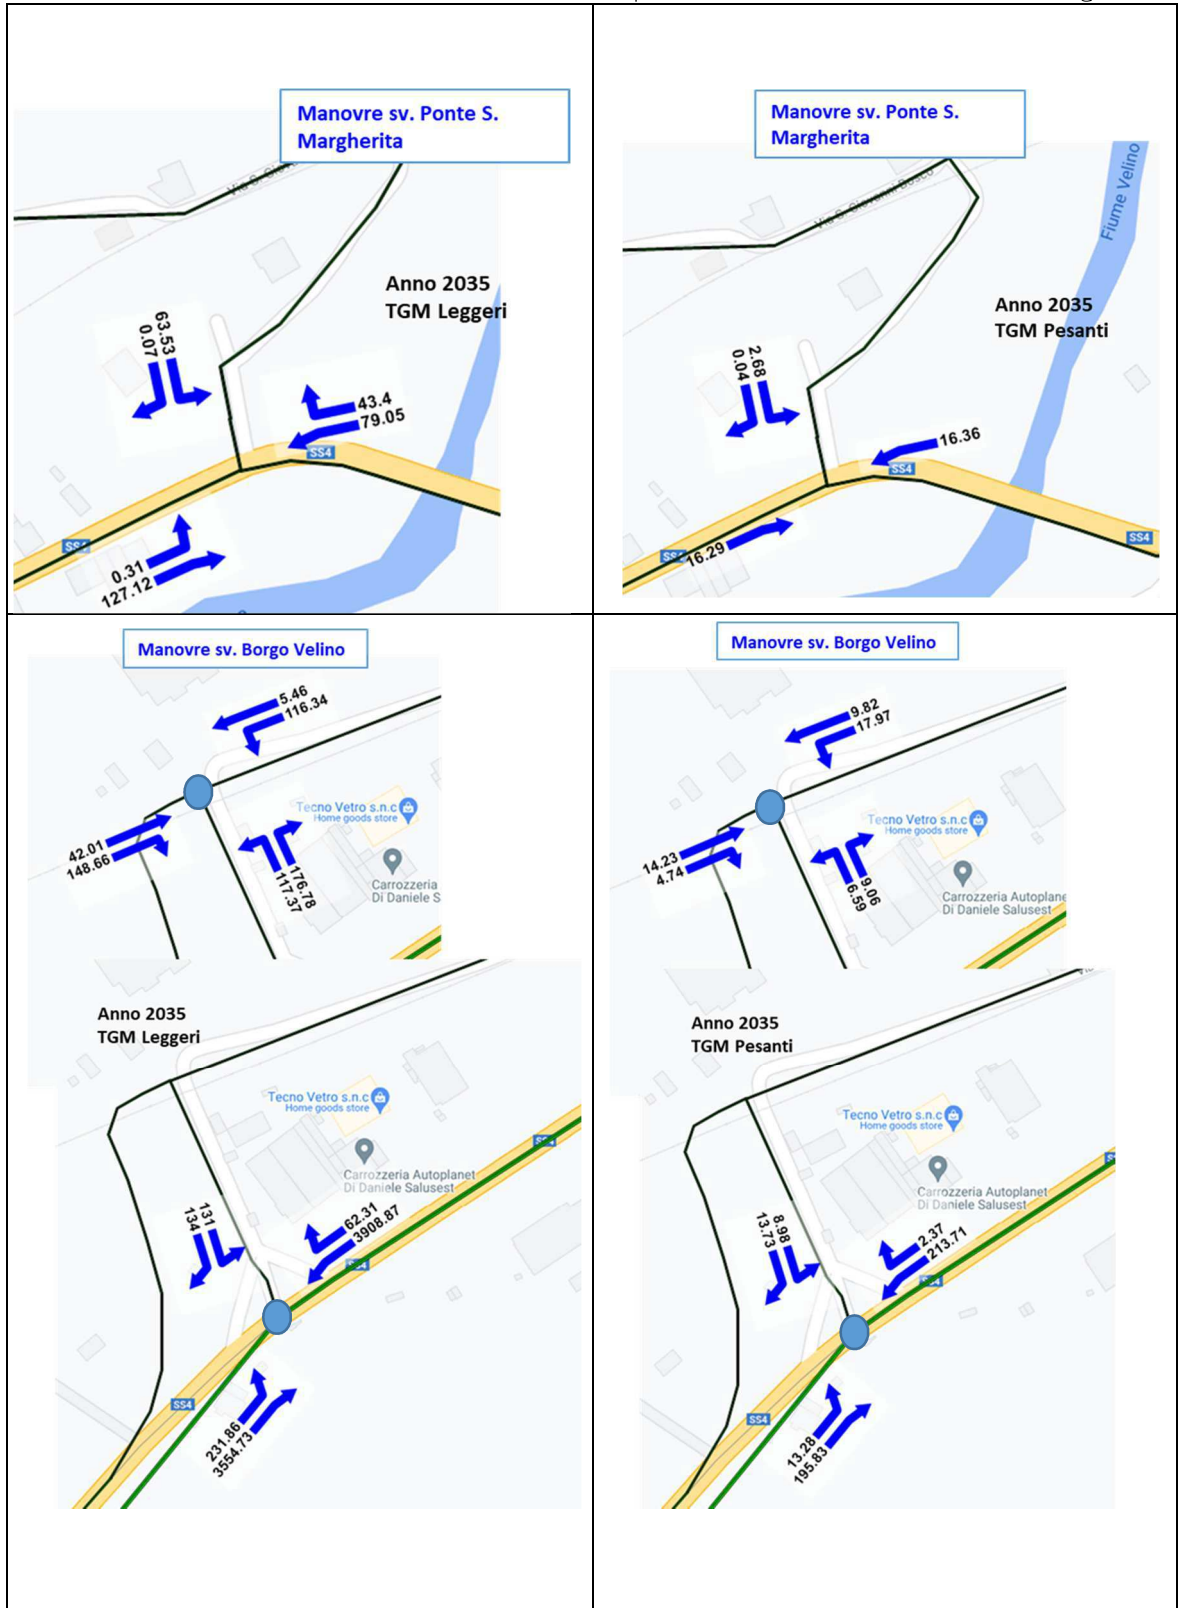 Manovre sv. Ponte S.
Margherita
Via S. Giova
Anno 2035
TGM Leggeri
63.53
0.07
43.4
79.05
SS4
SS4
0.31
127.12
Manovre sv. Ponte S.
Margherita
Via S. Giovanni Bosco
Fiume Velino
Anno 2035
TGM Pesanti
2.68
0.04
16.36
SS4
SS4
16.29
SS4
Manovre sv. Borgo Velino
5.46
116.34
Tecno Vetro s.n.c
Home goods store
42.01
148.66
176.78
117.37
Carrozzeria
Di Daniele S
Anno 2035
TGM Leggeri
Tecno Vetro s.n.c
Home goods store
SS4
Carrozzeria Autoplanet
Di Daniele Salusest
131
134
62.31
3908.87
SS4
SS4
231.86
3554.73
Manovre sv. Borgo Velino
9.82
17.97
Tecno Vetro s.n.c
Home goods store
14.23
4.74
9.06
6.59
Carrozzeria Autoplane
Di Daniele Salusest
Anno 2035
TGM Pesanti
Tecno Vetro s.n.c
Home goods store
Carrozzeria Autoplanet
Di Daniele Salusest
8.98
13.73
2.37
213.71
SS4
SS4
13.28
195.83